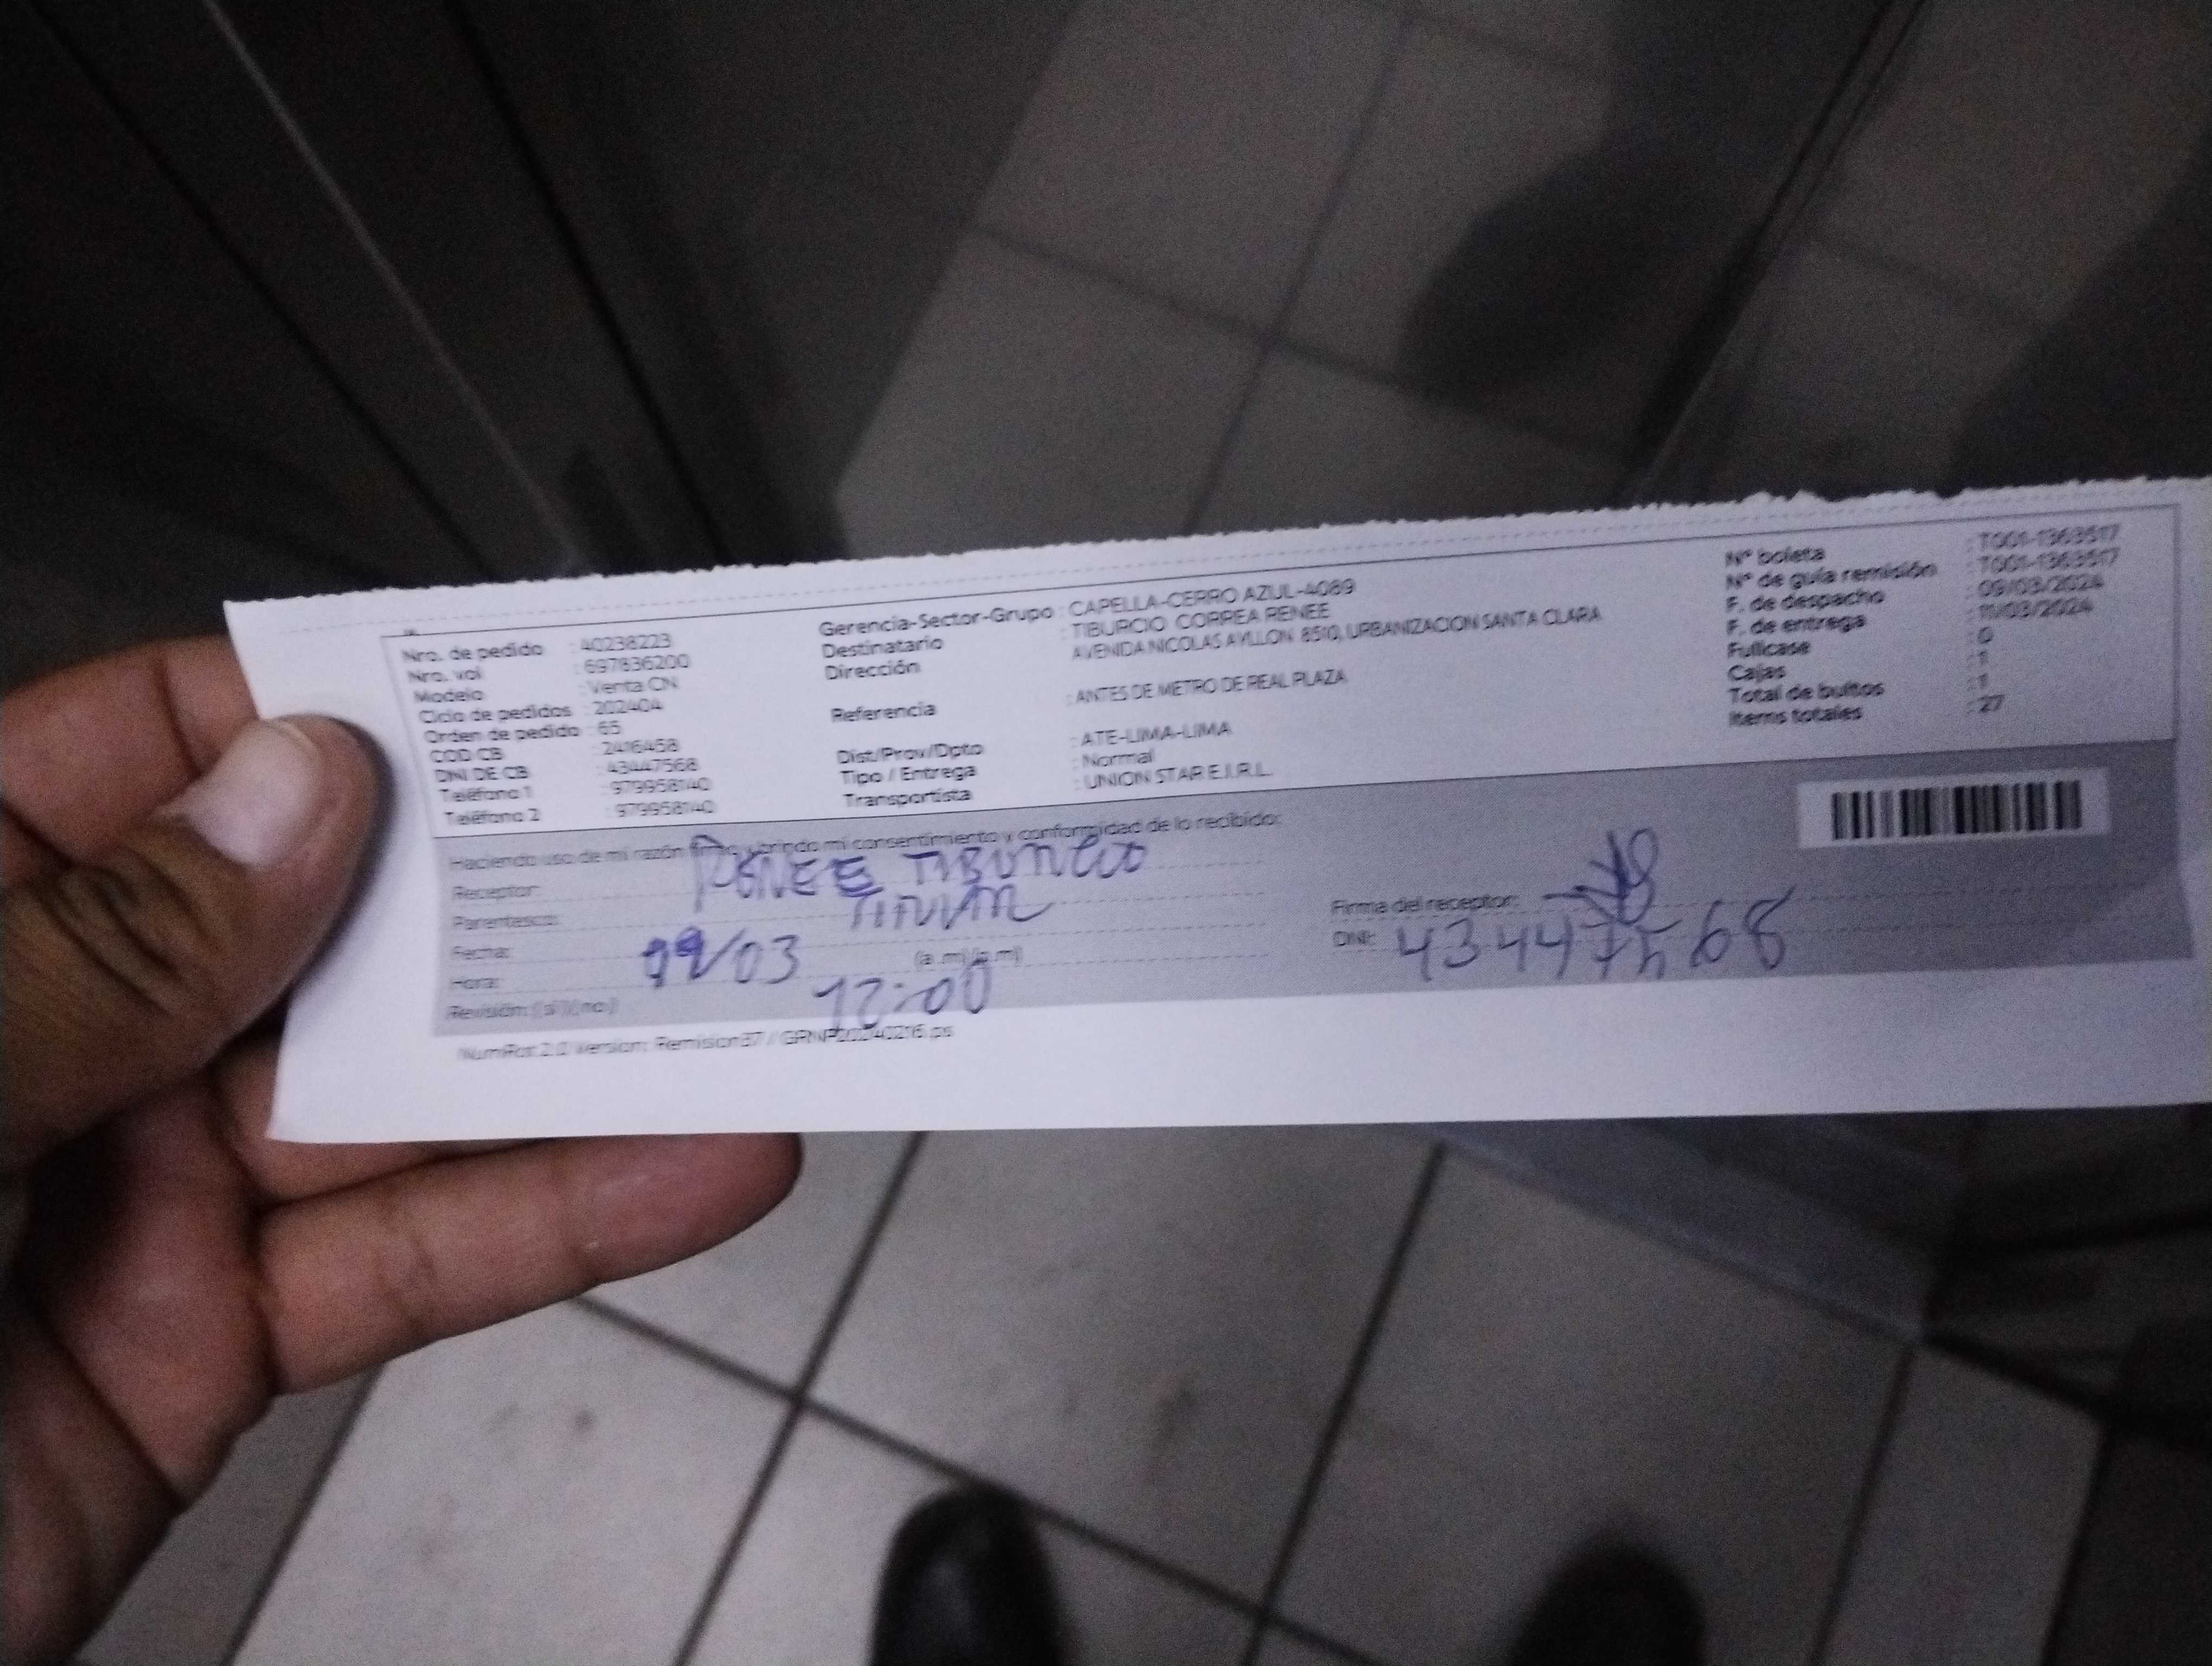 Nro. de pedido : 40238223
Nro. vol : 697836200
Modelo : Venta CN
Ciclo de pedidos : 202404
Orden de pedido : 65
COD CB : 2416458
DNI DE CB : 43447568
Teléfono 1 : 979958140
Teléfono 2 : 979958140
Gerencia-Sector-Grupo : CAPELLA-CERRO AZUL-4089
Destinatario : TIBURCIO CORREA RENEE
Dirección AVENIDA NICOLAS AYLLON 8510, URBANIZACION SANTA CLARA
Referencia : ANTES DE METRO DE REAL PLAZA
Dist/Prov/Dpto : ATE-LIMA-LIMA
Tipo / Entrega : Normal
Transportista : UNION STAR E.I.R.L.
N° boleta : T001-1363517
N° de guía remisión : T001-1363517
F. de despacho : 09/03/2024
F. de entrega : 11/03/2024
Fullcase : 0
Cajas : 1
Total de bultos : 1
Items totales : 27
Haciendo uso de mi razón firmo y brindo mi consentimiento y conformidad de lo recibido:
Receptor: RENEE TIBURCIO
Parentesco:
Fecha: 09/03
Hora: (a.m)(p.m) 12:00
Revisión: (si) (no)
Firma del receptor:
DNI: 43447568